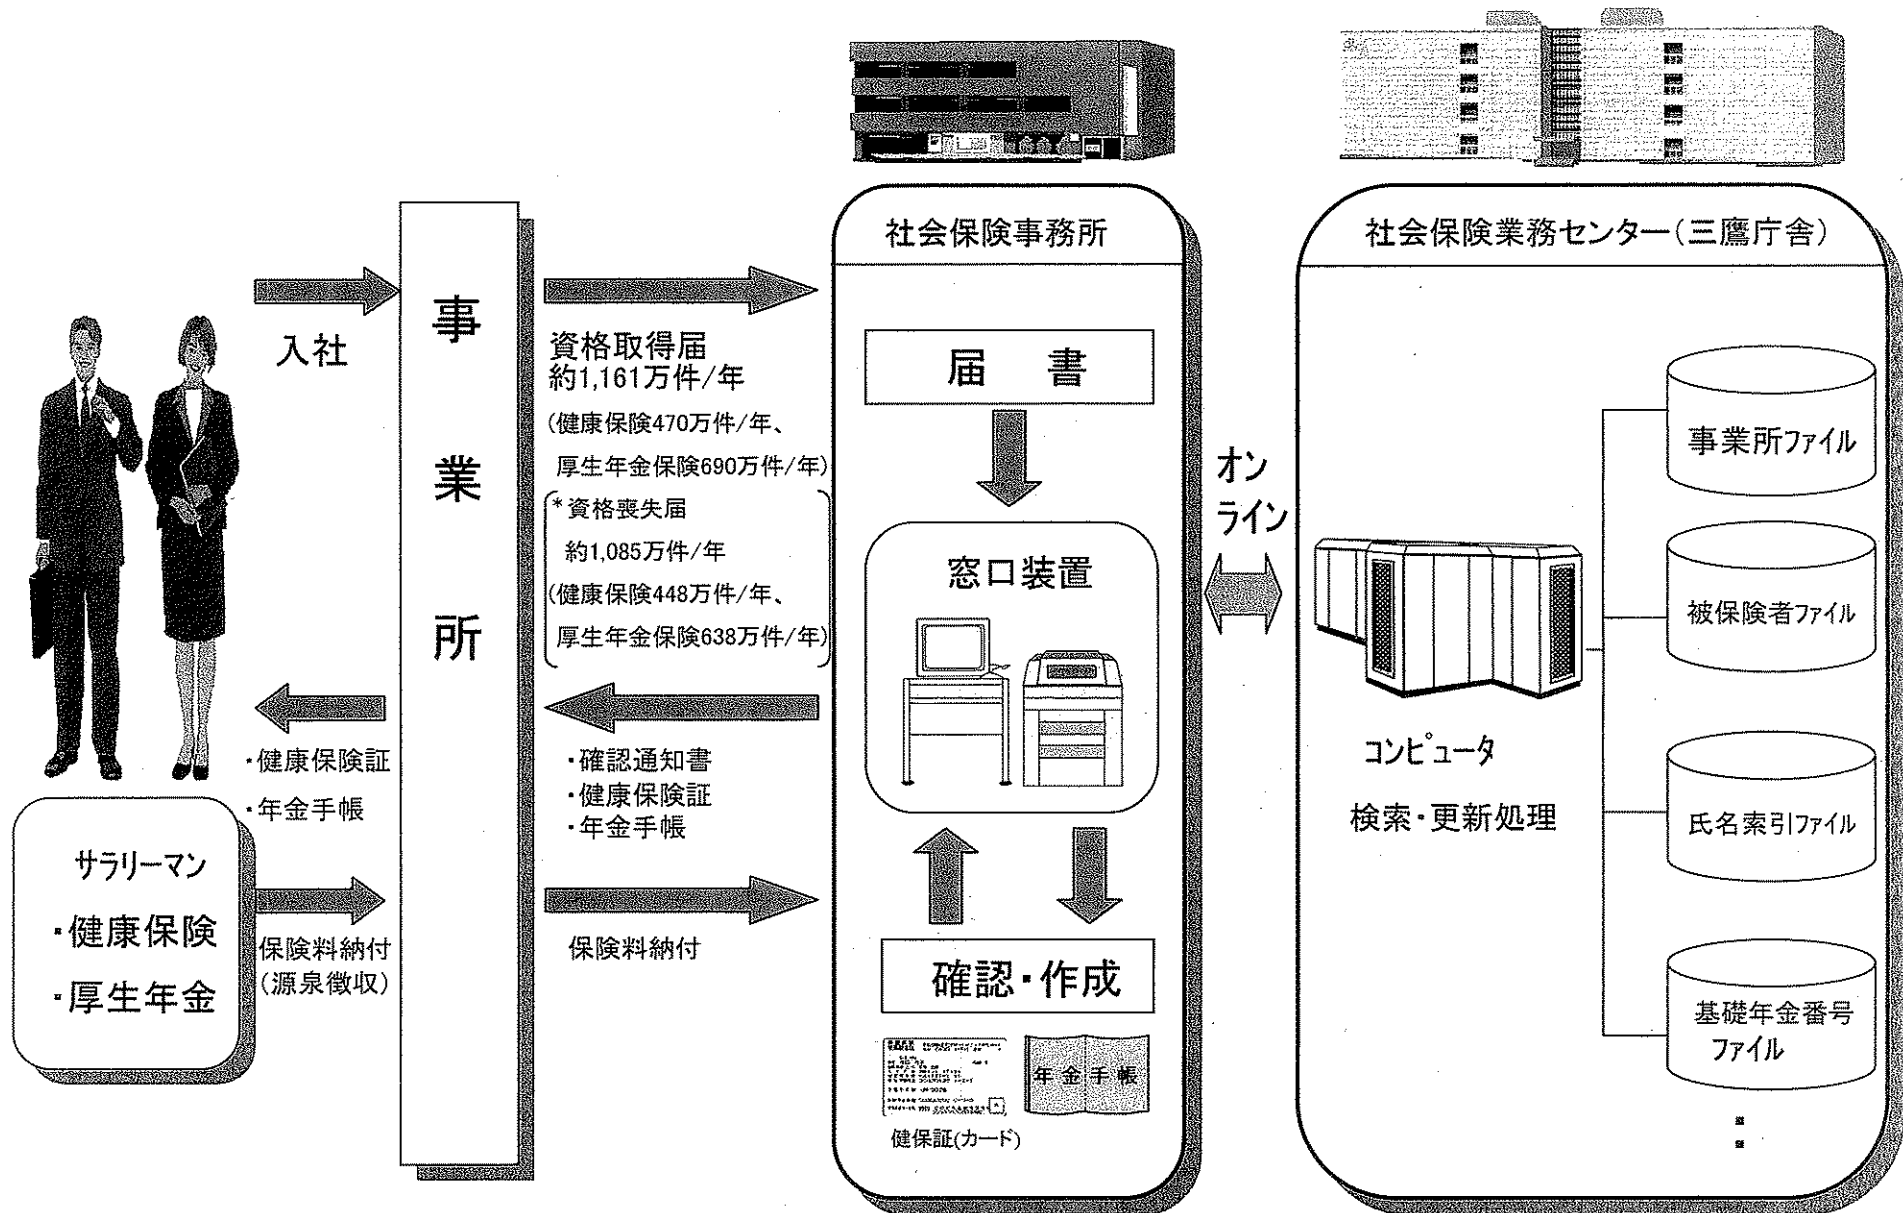 社会保険事務所
社会保険業務センター(三鷹庁舎)
入社
事業所
資格取得届
約1,161万件/年
(健康保険470万件/年、
厚生年金保険690万件/年)
*資格喪失届
約1,085万件/年
(健康保険448万件/年、
厚生年金保険638万件/年)
・健康保険証
・年金手帳
・確認通知書
・健康保険証
・年金手帳
サラリーマン
・健康保険
・厚生年金
保険料納付
(源泉徴収)
保険料納付
届 書
窓口装置
確認・作成
年金手帳
健保証(カード)
オン
ライン
コンピュータ
検索・更新処理
事業所ファイル
被保険者ファイル
氏名索引ファイル
基礎年金番号
ファイル